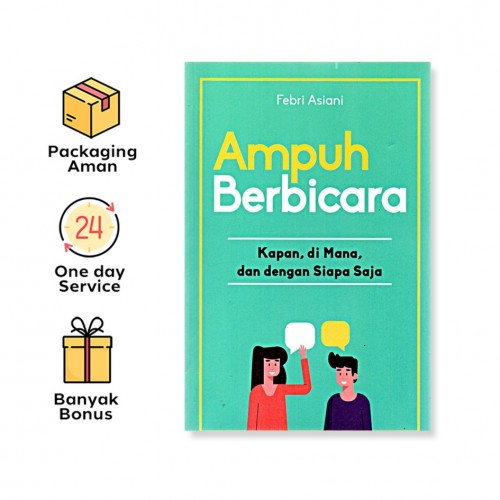 Packaging
Aman
24
One day
Service
Banyak
Bonus
Febri Asiani
Ampuh
Berbicara
Kapan, di Mana,
dan dengan Siapa Saja